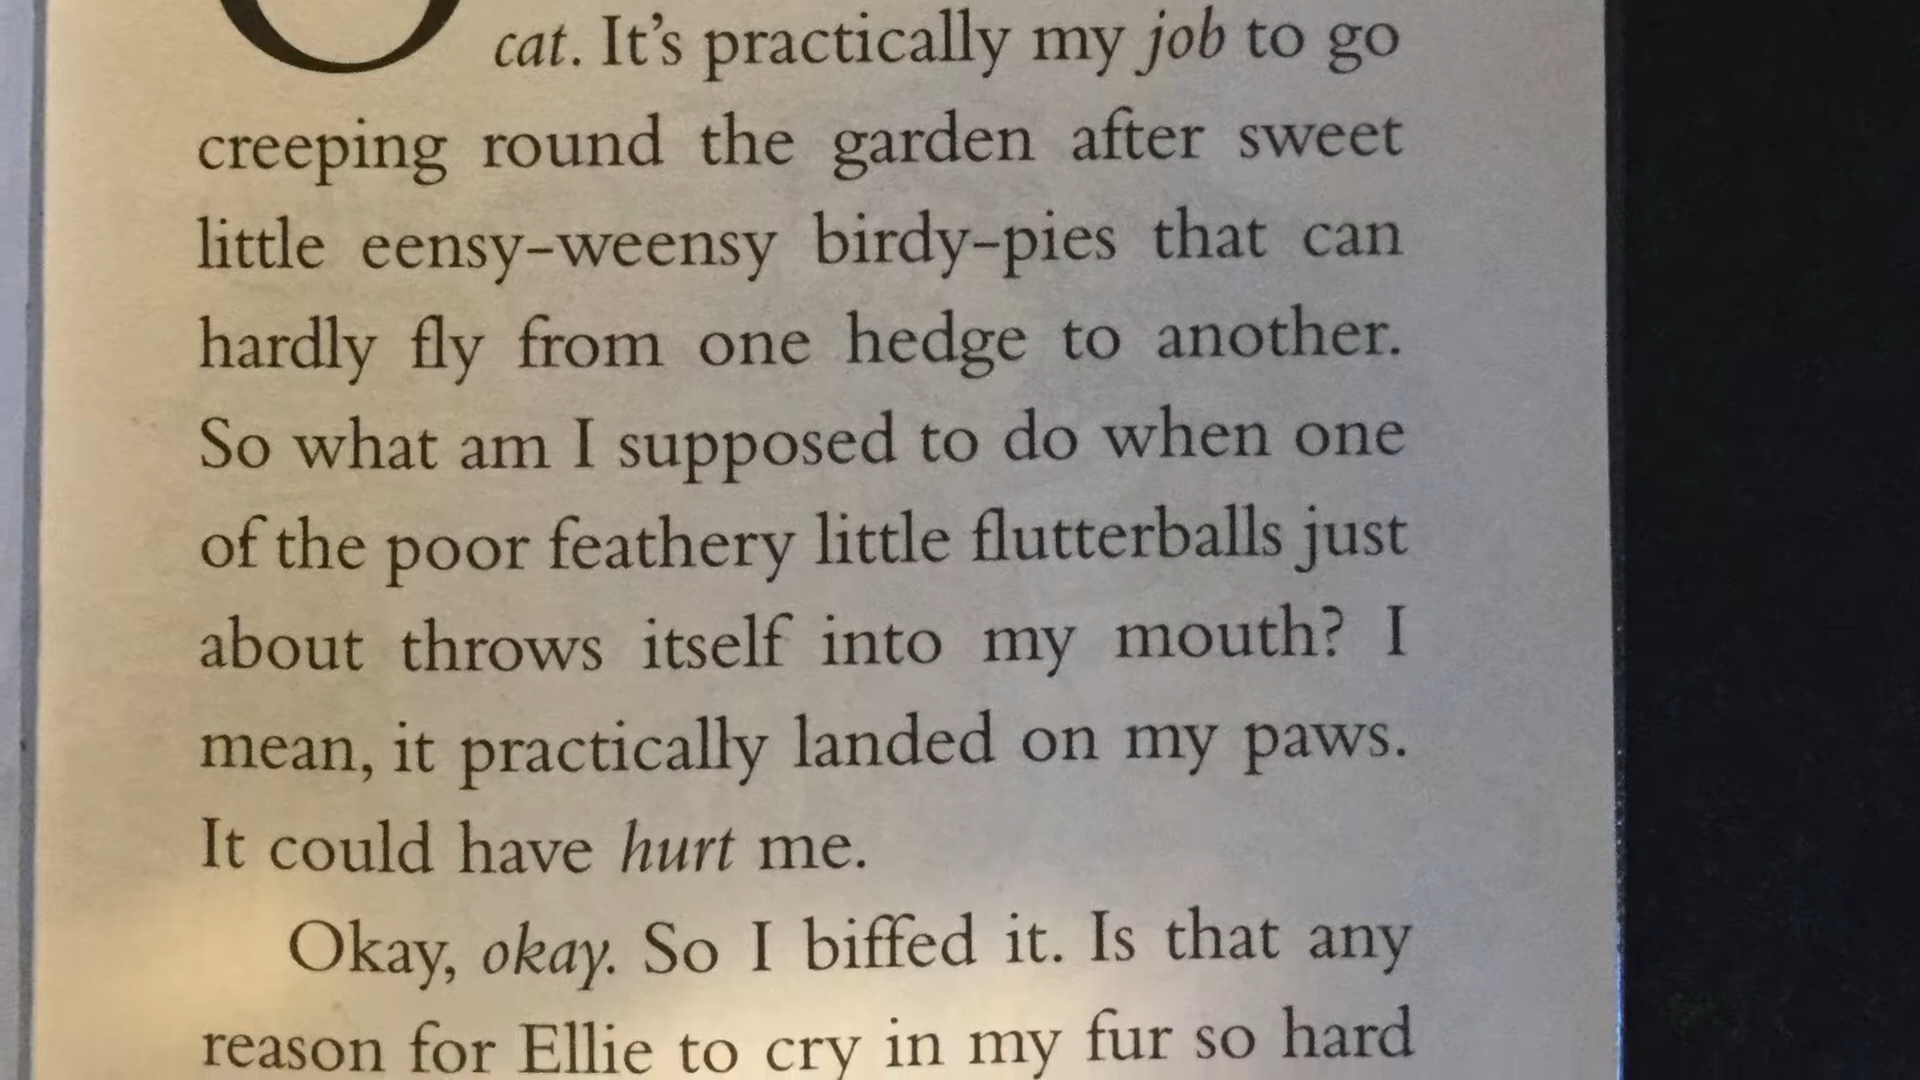 cat. It's practically my job to go
creeping round the garden after sweet
little eensy-weensy birdy-pies that can
hardly fly from one hedge to another.
So what am I supposed to do when one
of the poor feathery little flutterballs just
about throws itself into my mouth? I
mean, it practically landed on my paws.
It could have hurt me.
Okay, okay. So I biffed it. Is that any
reason for Ellie to cry in my fur so hard